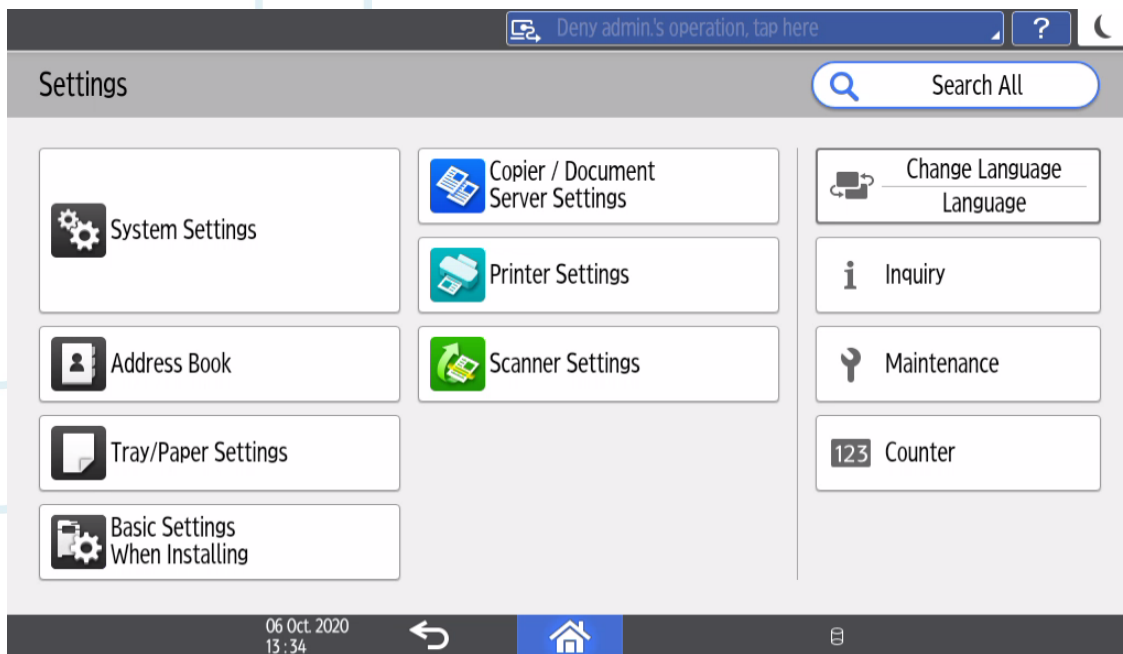 Deny admin.'s operation, tap here
?
Settings
Search All
System Settings
Address Book
Tray/Paper Settings
Basic Settings
When Installing
Copier / Document
Server Settings
Printer Settings
Scanner Settings
Change Language
Language
i Inquiry
Maintenance
123 Counter
06 Oct. 2020
13:34